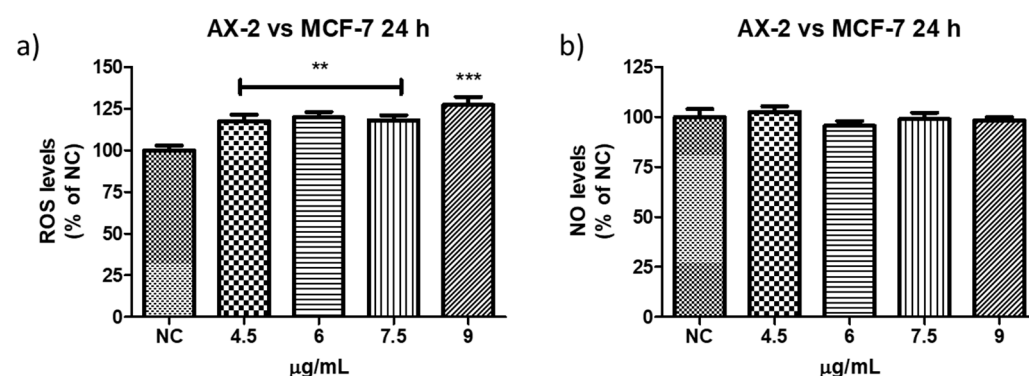 a)
AX-2 vs MCF-7 24 h
ROS levels
(% of NC)
150
125
100
75
50
25
0
**
***
NC 4.5 6 7.5 9
µg/mL
b)
AX-2 vs MCF-7 24 h
NO levels
(% of NC)
125
100
75
50
25
0
NC 4.5 6 7.5 9
µg/mL